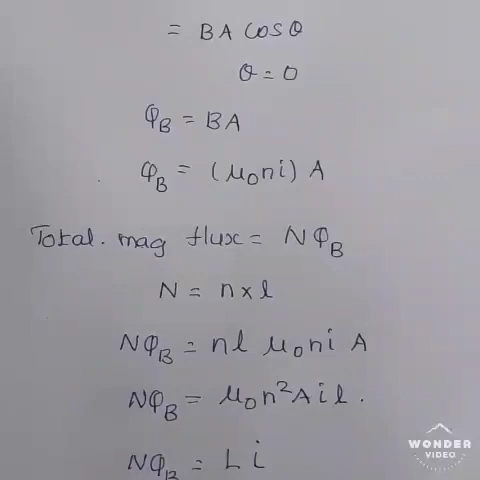 = BA cosθ
θ = 0
φB = BA
φB = (μ0ni) A
Total. mag flux = NφB
N = n×l
NφB = nl μ0ni A
NφB = μ0n²Ail.
NφB = Li
WONDER
VIDEO